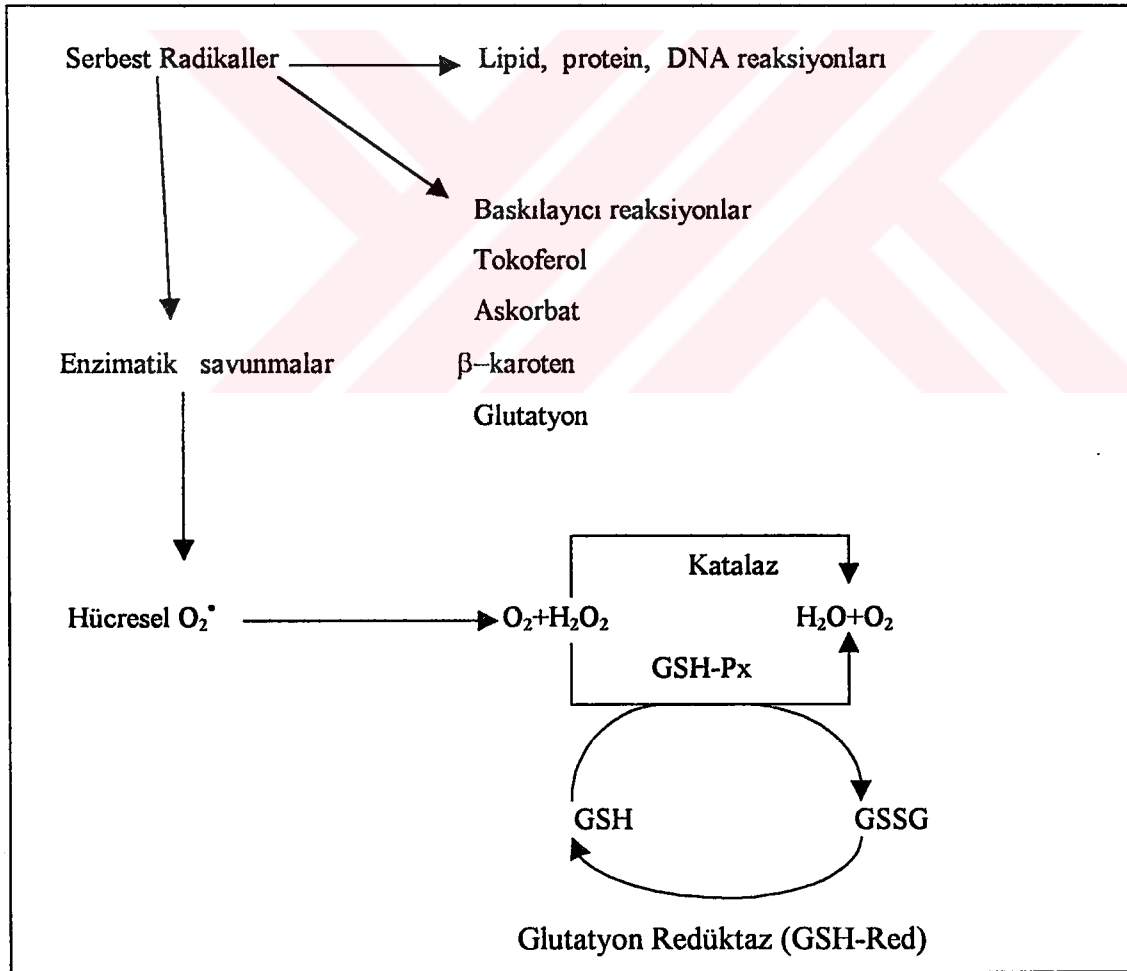 Serbest Radikaller
Lipid, protein, DNA reaksiyonları
Baskılayıcı reaksiyonlar
Tokoferol
Askorbat
Enzimatik savunmalar
β–karoten
Glutatyon
Katalaz
Hücresel O₂•
O₂+H₂O₂
H₂O+O₂
GSH-Px
GSH
GSSG
Glutatyon Redüktaz (GSH-Red)